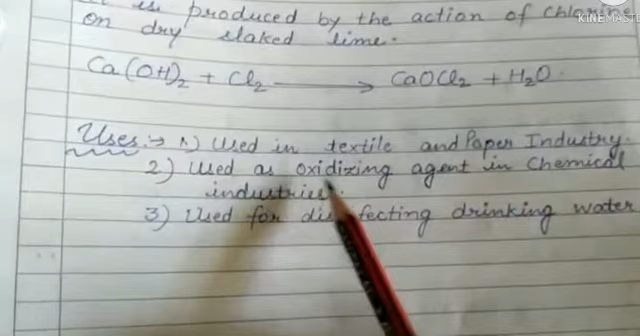 It is produced by the action of chlorine
on dry slaked lime.
Ca(OH)₂ + Cl₂ ⟶ CaOCl₂ + H₂O.
Uses :→ 1.) Used in textile and Paper Industry.
2) Used as oxidizing agent in Chemical
industries.
3) Used for drinking water
KINEMASTE